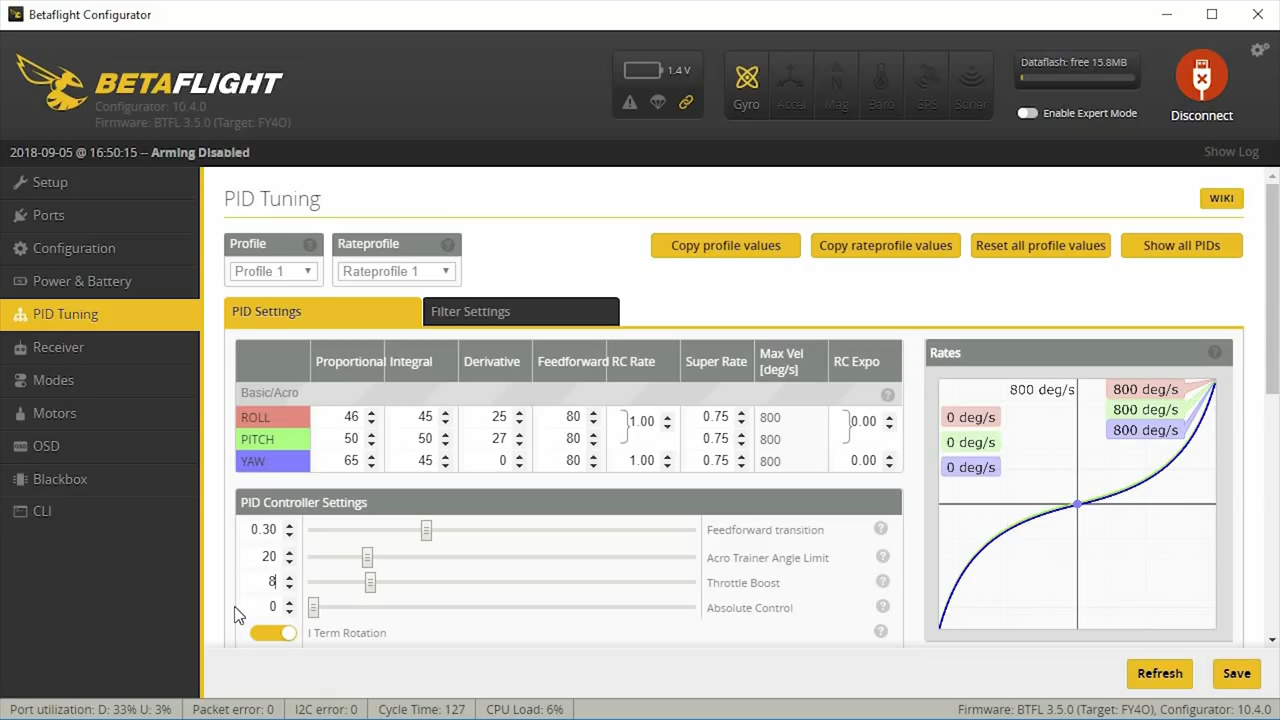 Betaflight Configurator
BETAFLIGHT
Configurator: 10.4.0
Firmware: BTFL 3.5.0 (Target: FY4O)
1.4 V
Gyro Accel Mag Baro GPS Sonar
Dataflash: free 15.8MB
Enable Expert Mode
Disconnect
2018-09-05 @ 16:50:15 -- Arming Disabled
Show Log
Setup
Ports
Configuration
Power & Battery
PID Tuning
Receiver
Modes
Motors
OSD
Blackbox
CLI
PID Tuning
WIKI
Profile ?
Profile 1
Rateprofile ?
Rateprofile 1
Copy profile values
Copy rateprofile values
Reset all profile values
Show all PIDs
PID Settings
Filter Settings
Proportional Integral Derivative Feedforward RC Rate Super Rate Max Vel [deg/s] RC Expo
Basic/Acro ?
ROLL 46 45 25 80 1.00 0.75 800 0.00
PITCH 50 50 27 80 0.75 800
YAW 65 45 0 80 1.00 0.75 800 0.00
PID Controller Settings
0.30 Feedforward transition ?
20 Acro Trainer Angle Limit ?
8 Throttle Boost ?
0 Absolute Control ?
I Term Rotation ?
Rates ?
800 deg/s
800 deg/s
800 deg/s
800 deg/s
0 deg/s
0 deg/s
0 deg/s
Refresh
Save
Port utilization: D: 33% U: 3% Packet error: 0 I2C error: 0 Cycle Time: 127 CPU Load: 6%
Firmware: BTFL 3.5.0 (Target: FY4O), Configurator: 10.4.0